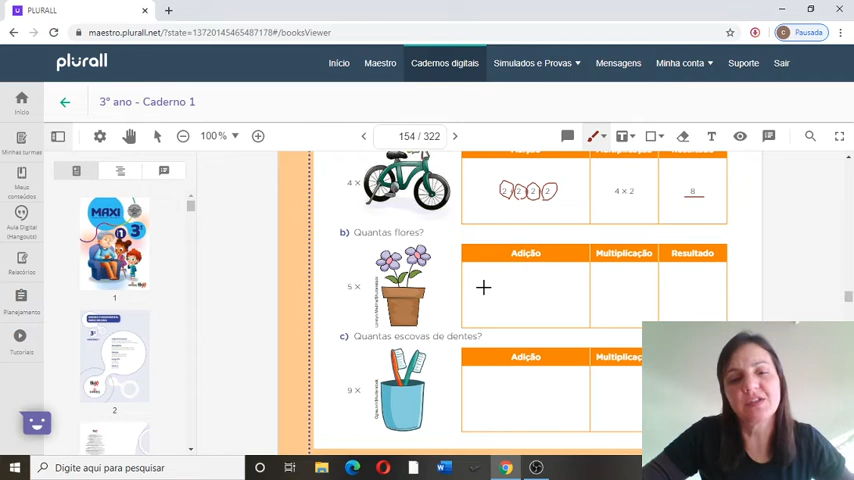 PLURALL
maestro.plurall.net/?state=13720145465487178#/booksViewer
Pausada
plurall
Início
Maestro
Cadernos digitais
Simulados e Provas
Mensagens
Minha conta
Suporte
Sair
Início
3º ano - Caderno 1
Minhas turmas
100%
154 / 322
Meus conteúdos
Aula Digital (Hangouts)
Relatórios
Planejamento
Tutoriais
MAXI
1
3º
1
2
4 ×
2 2 2 2
4 × 2
8
b) Quantas flores?
Adição
Multiplicação
Resultado
5 ×
c) Quantas escovas de dentes?
Adição
9 ×
Digite aqui para pesquisar